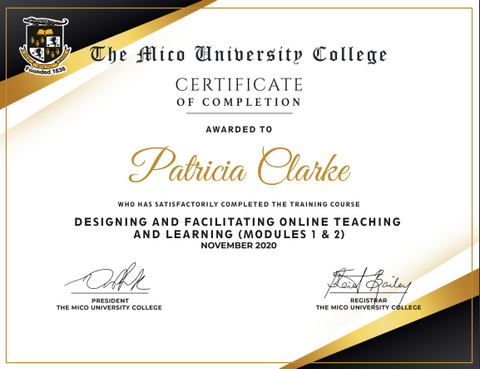 The Mico University College
Founded 1836
CERTIFICATE
OF COMPLETION
AWARDED TO
Patricia Clarke
WHO HAS SATISFACTORILY COMPLETED THE TRAINING COURSE
DESIGNING AND FACILITATING ONLINE TEACHING
AND LEARNING (MODULES 1 & 2)
NOVEMBER 2020
PRESIDENT
THE MICO UNIVERSITY COLLEGE
Bailey
REGISTRAR
THE MICO UNIVERSITY COLLEGE